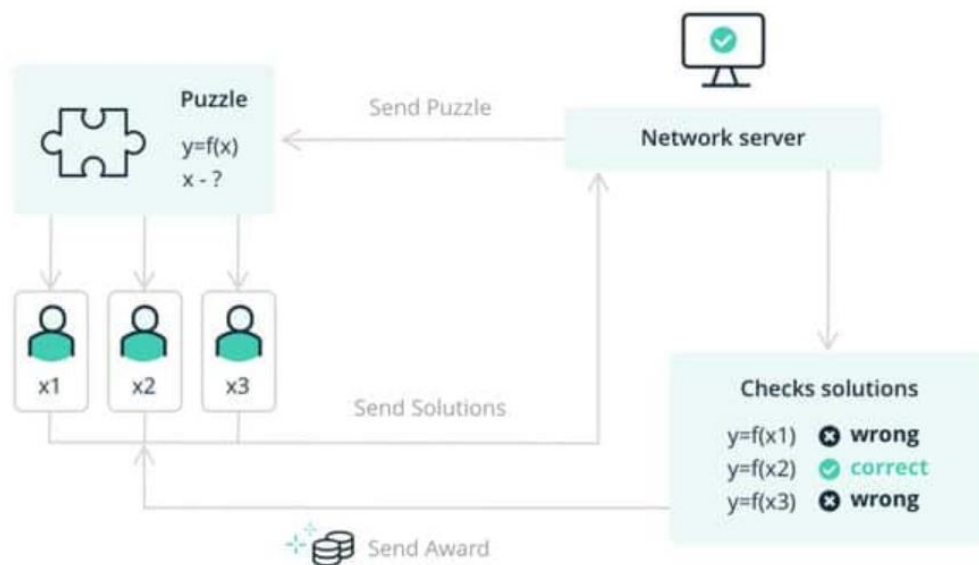 Puzzle
y=f(x)
x - ?
Send Puzzle
Network server
x1
x2
x3
Send Solutions
Checks solutions
y=f(x1) wrong
y=f(x2) correct
y=f(x3) wrong
Send Award